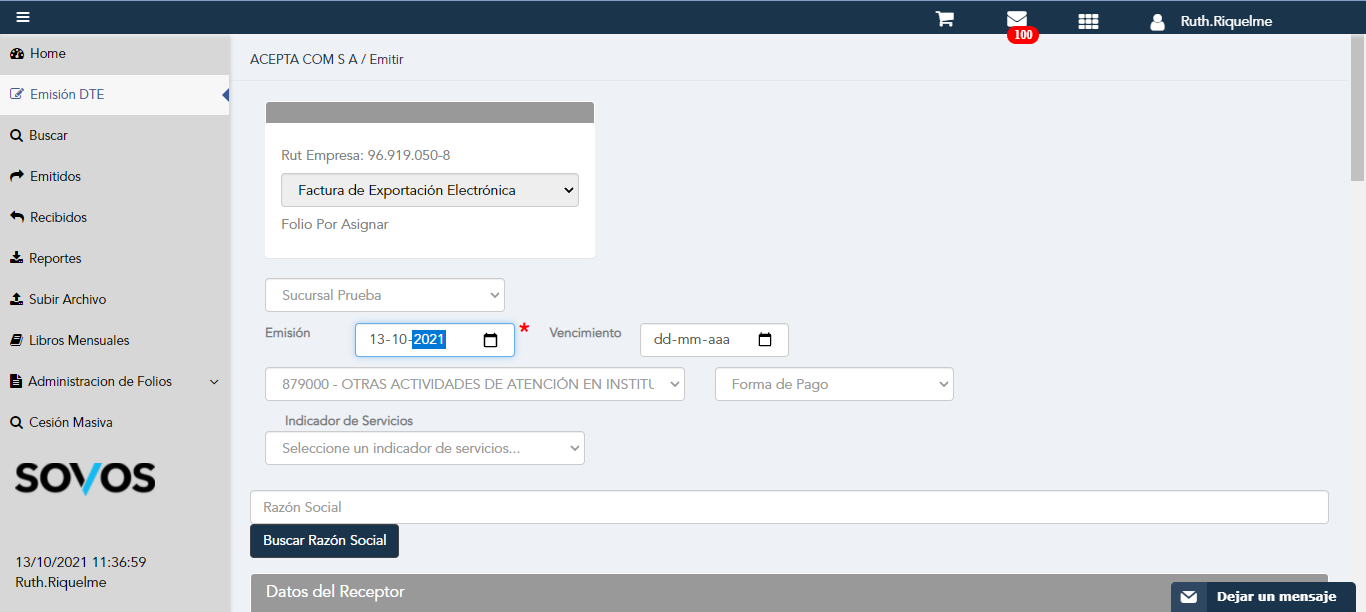 100
Ruth.Riquelme
Home
Emisión DTE
Buscar
Emitidos
Recibidos
Reportes
Subir Archivo
Libros Mensuales
Administracion de Folios
Cesión Masiva
SOVOS
13/10/2021 11:36:59
Ruth.Riquelme
ACEPTA COM S A / Emitir
Rut Empresa: 96.919.050-8
Factura de Exportación Electrónica
Folio Por Asignar
Sucursal Prueba
Emisión 13-10-2021 * Vencimiento dd-mm-aaa
879000 - OTRAS ACTIVIDADES DE ATENCIÓN EN INSTITU Forma de Pago
Indicador de Servicios
Seleccione un indicador de servicios...
Razón Social
Buscar Razón Social
Datos del Receptor
Dejar un mensaje